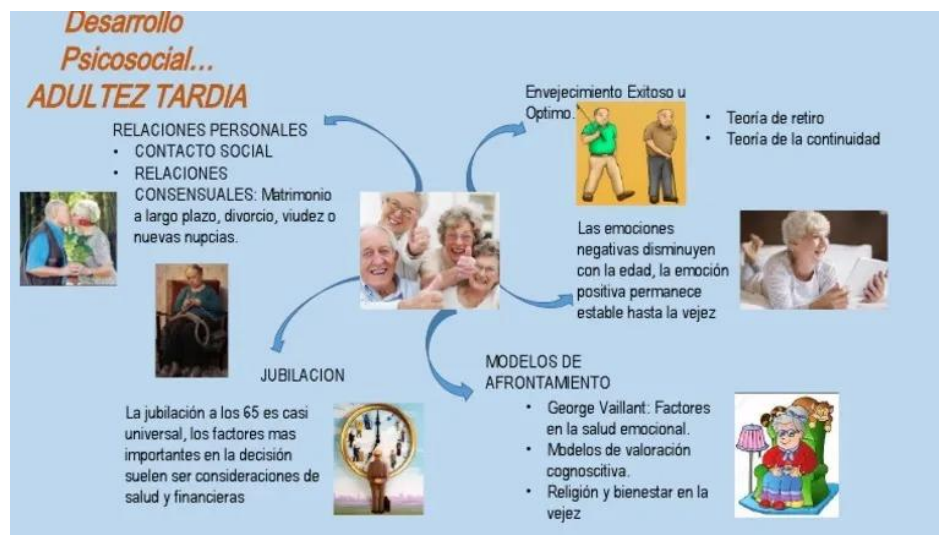 Desarrollo
Psicosocial...
ADULTEZ TARDIA
RELACIONES PERSONALES
• CONTACTO SOCIAL
• RELACIONES
CONSENSUALES: Matrimonio
a largo plazo, divorcio, viudez o
nuevas nupcias.
Envejecimiento Exitoso u
Optimo.
• Teoría de retiro
• Teoría de la continuidad
Las emociones
negativas disminuyen
con la edad, la emoción
positiva permanece
estable hasta la vejez
JUBILACION
La jubilación a los 65 es casi
universal, los factores mas
importantes en la decisión
suelen ser consideraciones de
salud y financieras
MODELOS DE
AFRONTAMIENTO
• George Vaillant: Factores
en la salud emocional.
• Modelos de valoración
cognoscitiva.
• Religión y bienestar en la
vejez